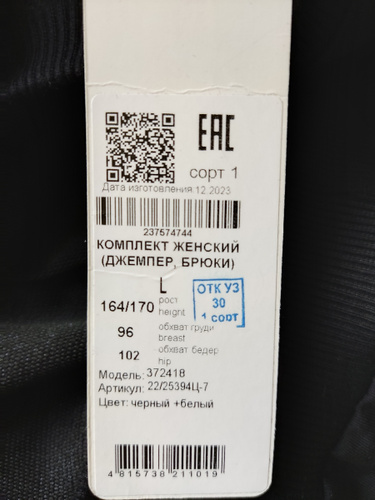 EAC
сорт 1
Дата изготовления:12.2023
237574744
КОМПЛЕКТ ЖЕНСКИЙ
(ДЖЕМПЕР, БРЮКИ)
L
164/170 рост
height
96 обхват груди
breast
102 обхват бедер
hip
ОТК УЗ
30
1 сорт
Модель: 372418
Артикул: 22/25394Ц-7
Цвет: черный +белый
4 815738 211019